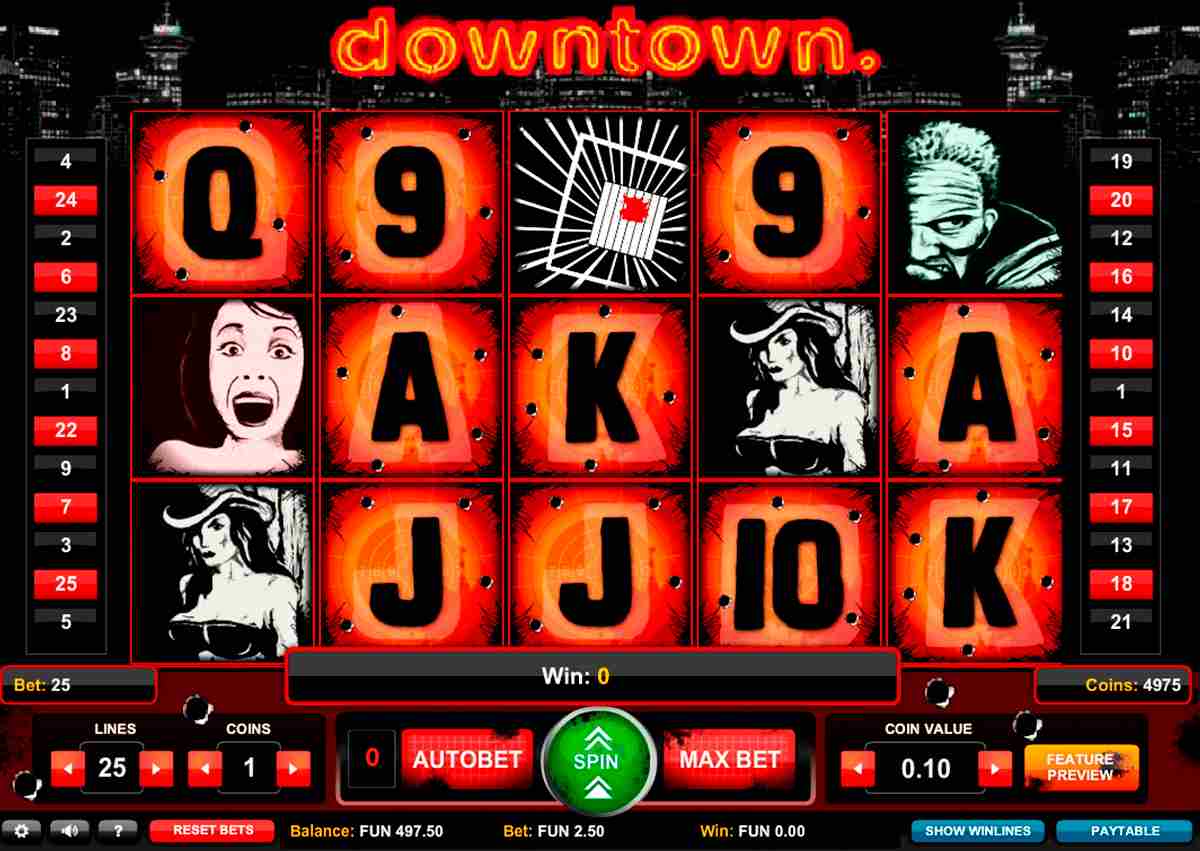 downtown.
4 19
24 Q 9 9 20
2 12
6 16
23 14
8 10
1 A K A 1
22 15
9 11
7 17
3 J J 10 K 13
25 18
5 21
Win: 0
Bet: 25 Coins: 4975
LINES COINS COIN VALUE
25 1 0 AUTOBET SPIN MAX BET 0.10 FEATURE
PREVIEW
? RESET BETS Balance: FUN 497.50 Bet: FUN 2.50 Win: FUN 0.00 SHOW WINLINES PAYTABLE